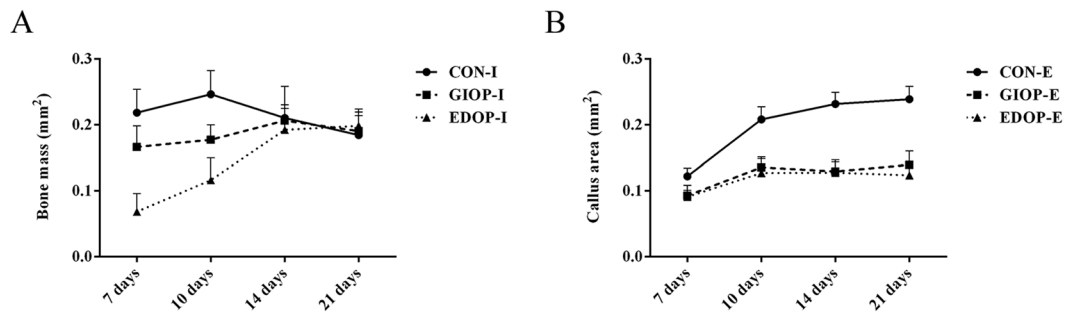 A
Bone mass (mm²)
0.3
0.2
0.1
0.0
7 days
10 days
14 days
21 days
CON-I
GIOP-I
EDOP-I
B
Callus area (mm²)
0.3
0.2
0.1
0.0
7 days
10 days
14 days
21 days
CON-E
GIOP-E
EDOP-E